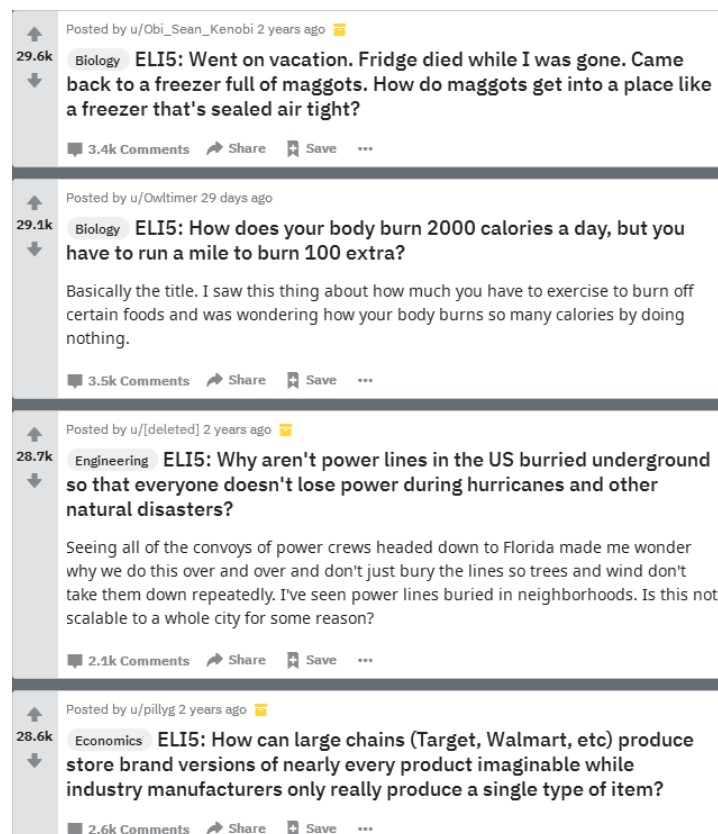 Posted by u/Obi_Sean_Kenobi 2 years ago
29.6k
Biology ELI5: Went on vacation. Fridge died while I was gone. Came
back to a freezer full of maggots. How do maggots get into a place like
a freezer that's sealed air tight?
3.4k Comments Share Save
Posted by u/Owltimer 29 days ago
29.1k
Biology ELI5: How does your body burn 2000 calories a day, but you
have to run a mile to burn 100 extra?
Basically the title. I saw this thing about how much you have to exercise to burn off
certain foods and was wondering how your body burns so many calories by doing
nothing.
3.5k Comments Share Save
Posted by u/[deleted] 2 years ago
28.7k
Engineering ELI5: Why aren't power lines in the US burried underground
so that everyone doesn't lose power during hurricanes and other
natural disasters?
Seeing all of the convoys of power crews headed down to Florida made me wonder
why we do this over and over and don't just bury the lines so trees and wind don't
take them down repeatedly. I've seen power lines buried in neighborhoods. Is this not
scalable to a whole city for some reason?
2.1k Comments Share Save
Posted by u/pillyg 2 years ago
28.6k
Economics ELI5: How can large chains (Target, Walmart, etc) produce
store brand versions of nearly every product imaginable while
industry manufacturers only really produce a single type of item?
2.6k Comments Share Save